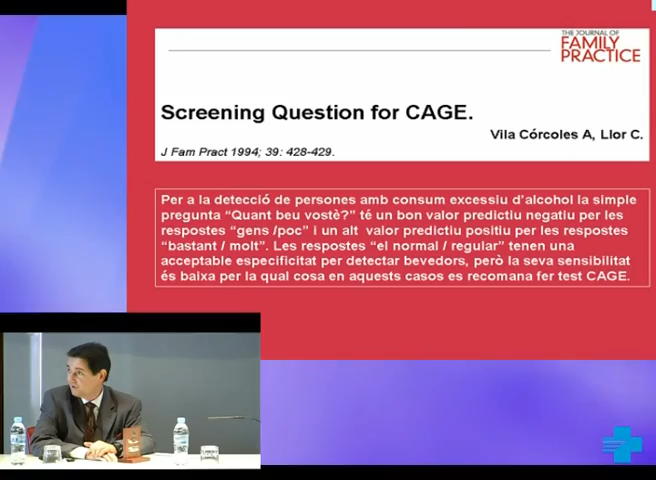 THE JOURNAL OF
FAMILY
PRACTICE
Screening Question for CAGE.
Vila Córcoles A, Llor C.
J Fam Pract 1994; 39: 428-429.
Per a la detecció de persones amb consum excessiu d'alcohol la simple
pregunta “Quant beu vostè?” té un bon valor predictiu negatiu per les
respostes “gens /poc” i un alt valor predictiu positiu per les respostes
“bastant / molt”. Les respostes “el normal / regular” tenen una
acceptable especificitat per detectar bevedors, però la seva sensibilitat
és baixa per la qual cosa en aquests casos es recomana fer test CAGE.